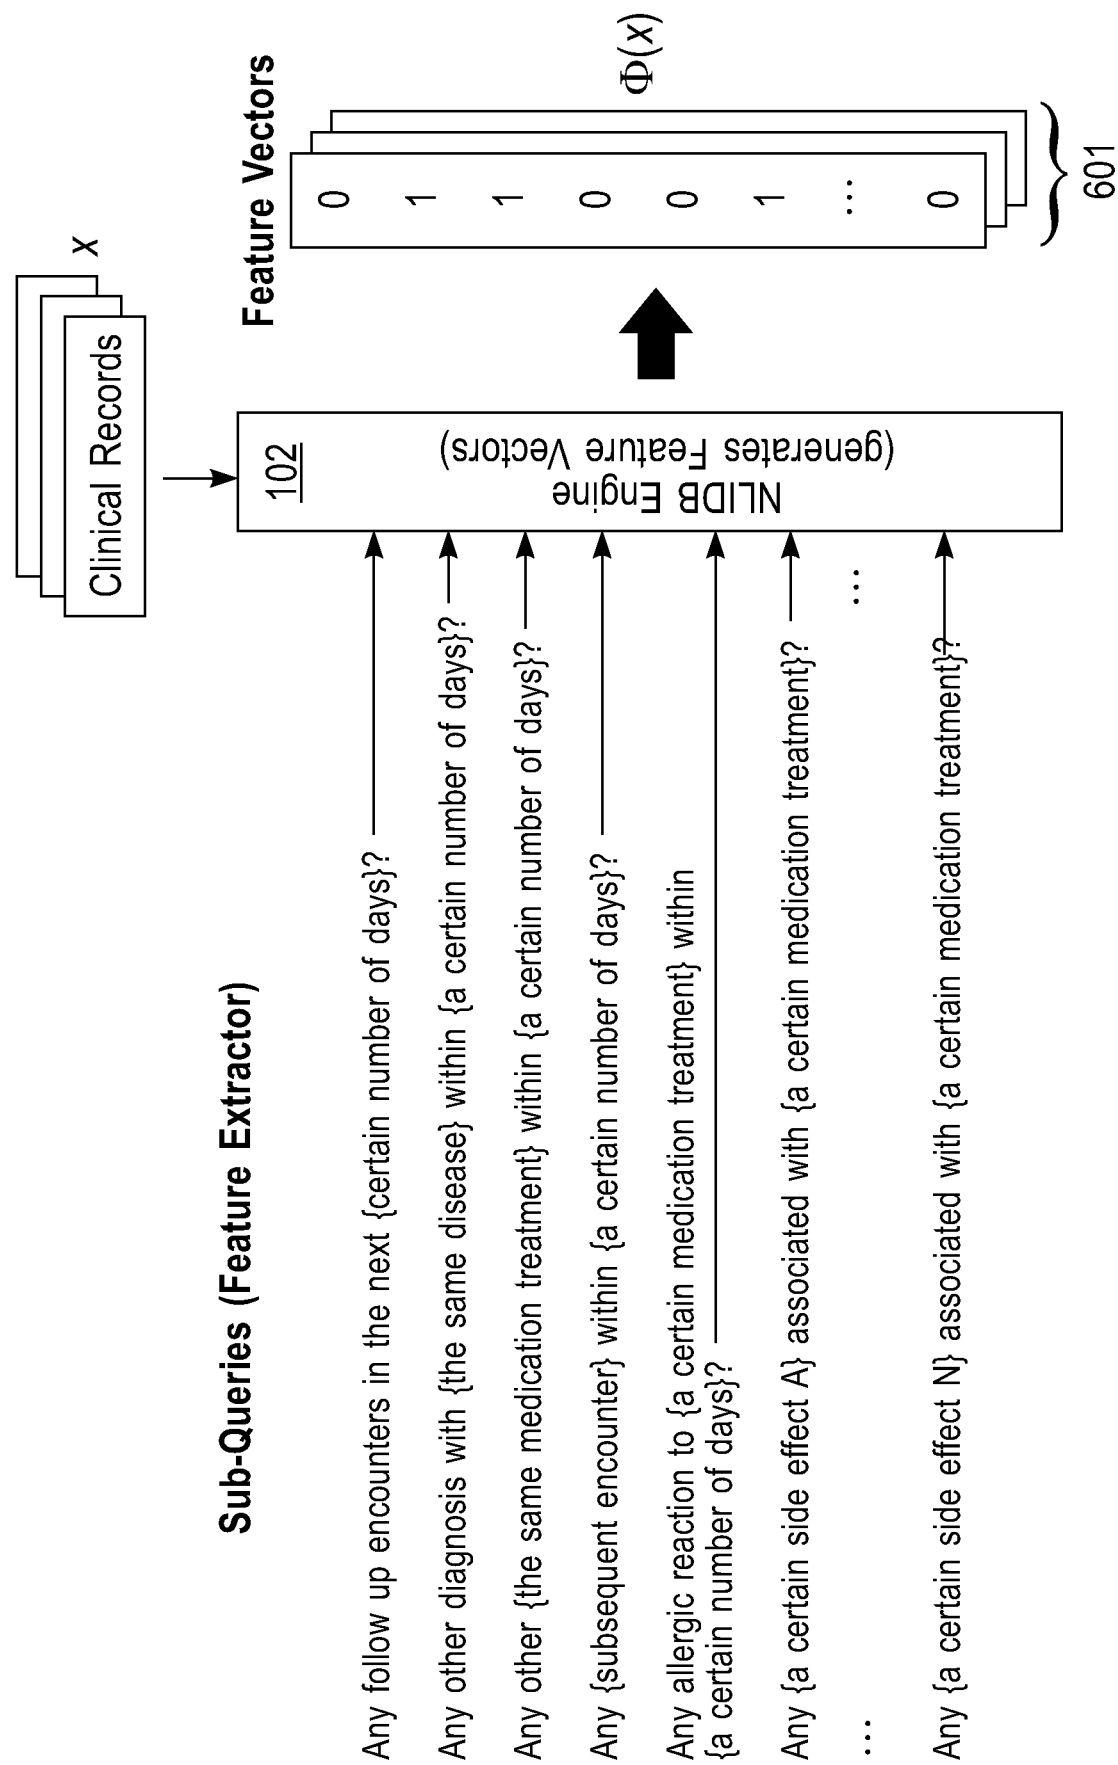 Clinical Records
x
Sub-Queries (Feature Extractor)
Feature Vectors
Any follow up encounters in the next {certain number of days}?
Any other diagnosis with {the same disease} within {a certain number of days}?
Any other {the same medication treatment} within {a certain number of days}?
Any {subsequent encounter} within {a certain number of days}?
Any allergic reaction to {a certain medication treatment} within
{a certain number of days}?
Any {a certain side effect A} associated with {a certain medication treatment}?
...
...
Any {a certain side effect N} associated with {a certain medication treatment}?
102
NLIDB Engine
(generates Feature Vectors)
0
1
1
0
0
1
...
0
Φ(x)
601